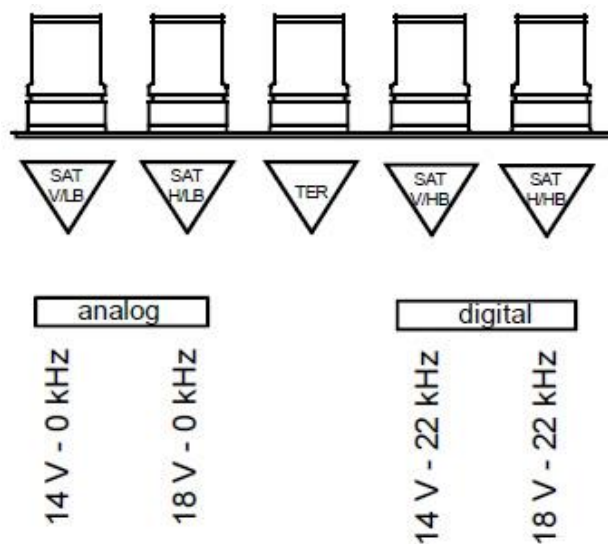 SAT
V/LB
SAT
H/LB
TER
SAT
V/HB
SAT
H/HB
analog
digital
14 V - 0 kHz
18 V - 0 kHz
14 V - 22 kHz
18 V - 22 kHz